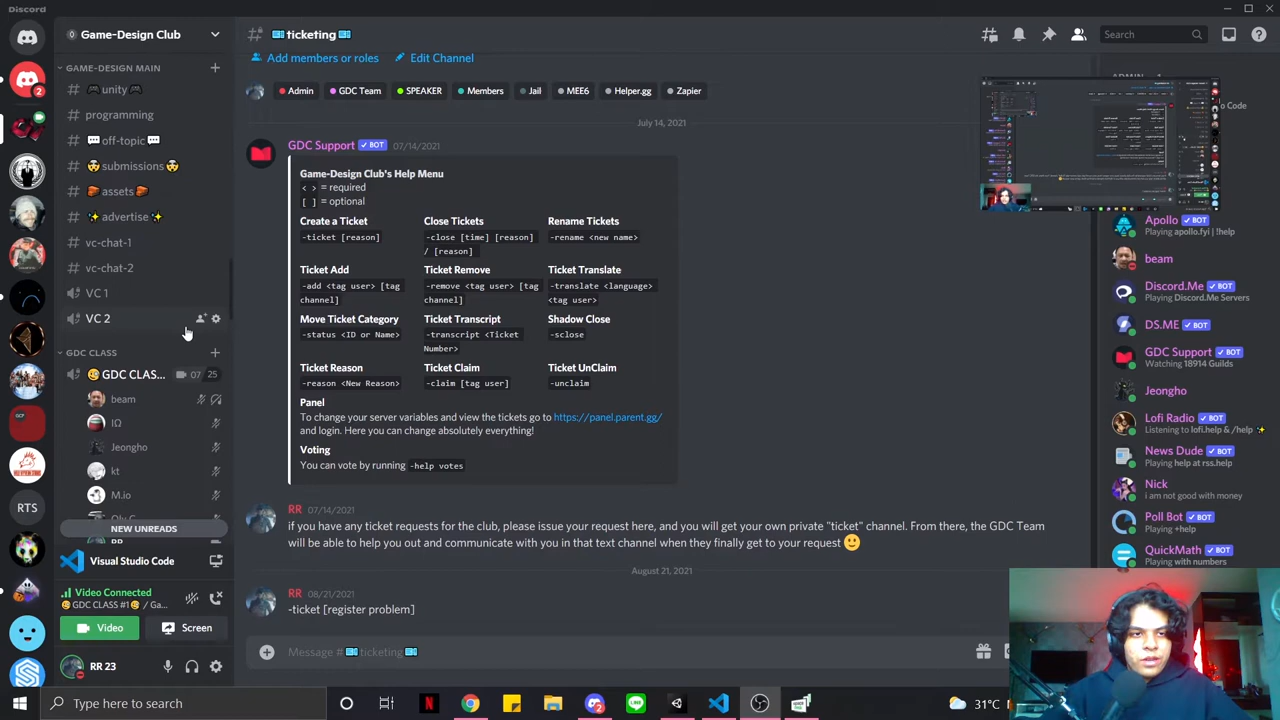 Discord
Game-Design Club
ticketing
Search
GAME-DESIGN MAIN
unity
programming
off-topic
submissions
assets
advertise
vc-chat-1
vc-chat-2
VC 1
VC 2
GDC CLASS
GDC CLAS... 07 25
beam
IΩ
Jeongho
kt
M.io
NEW UNREADS
Visual Studio Code
Video Connected
GDC CLASS #1 / Ga...
Video
Screen
RR 23
Add members or roles
Edit Channel
Admin GDC Team SPEAKER Members Jail MEE6 Helper.gg Zapier
July 14, 2021
GDC Support BOT 07/14/2021
Game-Design Club's Help Menu
< > = required
[ ] = optional
Create a Ticket
-ticket [reason]
Close Tickets
-close [time] [reason]
/ [reason]
Rename Tickets
-rename <new name>
Ticket Add
-add <tag user> [tag
channel]
Ticket Remove
-remove <tag user> [tag
channel]
Ticket Translate
-translate <language>
<tag user>
Move Ticket Category
-status <ID or Name>
Ticket Transcript
-transcript <Ticket
Number>
Shadow Close
-sclose
Ticket Reason
-reason <New Reason>
Ticket Claim
-claim [tag user]
Ticket UnClaim
-unclaim
Panel
To change your server variables and view the tickets go to https://panel.parent.gg/
and login. Here you can change absolutely everything!
Voting
You can vote by running -help votes
RR 07/14/2021
if you have any ticket requests for the club, please issue your request here, and you will get your own private "ticket" channel. From there, the GDC Team
will be able to help you out and communicate with you in that text channel when they finally get to your request
August 21, 2021
RR 08/21/2021
-ticket [register problem]
Message # ticketing
Code
Apollo BOT
Playing apollo.fyi | !help
beam
Discord.Me BOT
Playing Discord.Me Servers
DS.ME BOT
GDC Support BOT
Watching 18914 Guilds
Jeongho
Lofi Radio BOT
Listening to lofi.help & /help
News Dude BOT
Playing help at rss.help
Nick
i am not good with money
Poll Bot BOT
Playing +help
QuickMath BOT
Playing with numbers
RTS
2
Type here to search
31°C